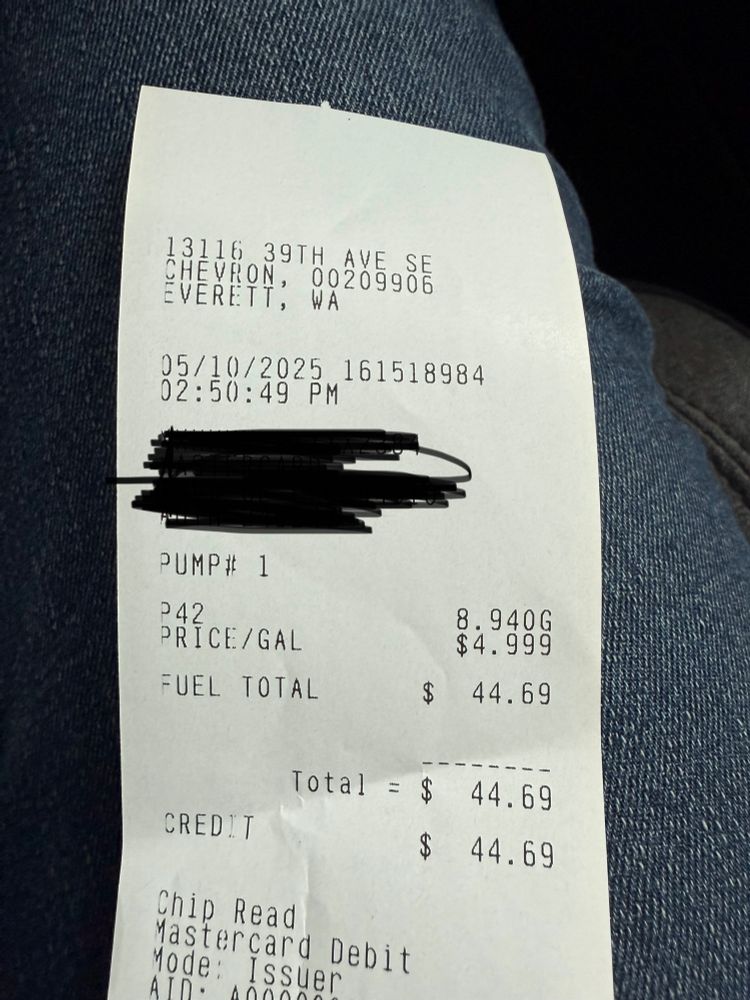 13116 39TH AVE SE
CHEVRON, 00209906
EVERETT, WA
05/10/2025 161518984
02:50:49 PM
PUMP# 1
P42 8.940G
PRICE/GAL $4.999
FUEL TOTAL $ 44.69
--------
Total = $ 44.69
CREDIT $ 44.69
Chip Read
Mastercard Debit
Mode: Issuer
AID: